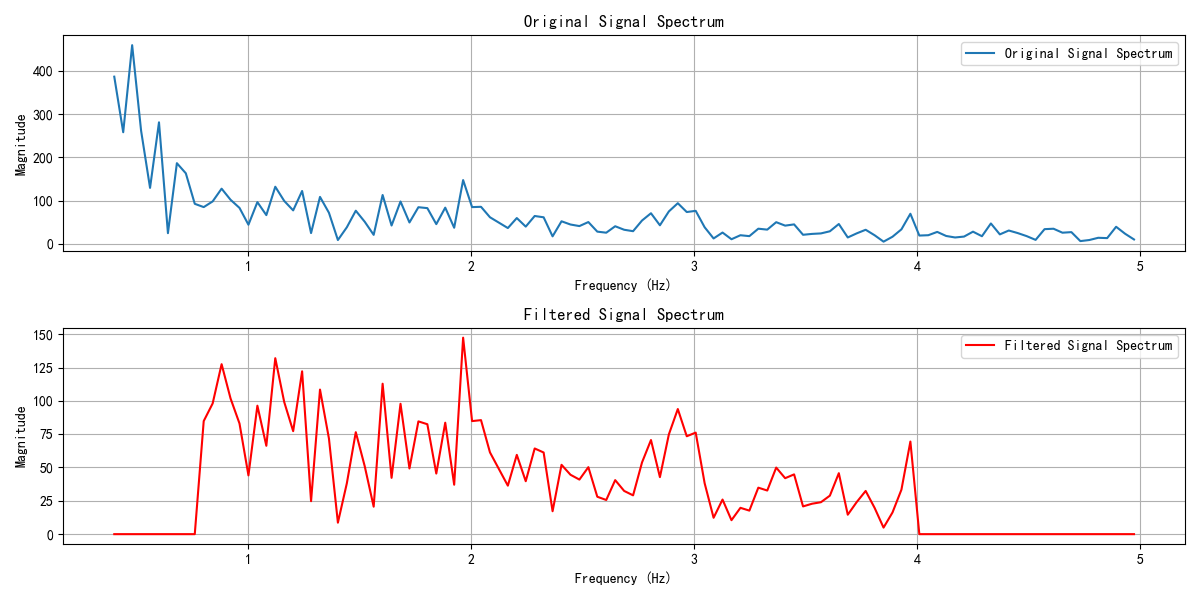 Original Signal Spectrum
Original Signal Spectrum
400
300
200
100
0
Magnitude
1 2 3 4 5
Frequency (Hz)
Filtered Signal Spectrum
Filtered Signal Spectrum
150
125
100
75
50
25
0
Magnitude
1 2 3 4 5
Frequency (Hz)